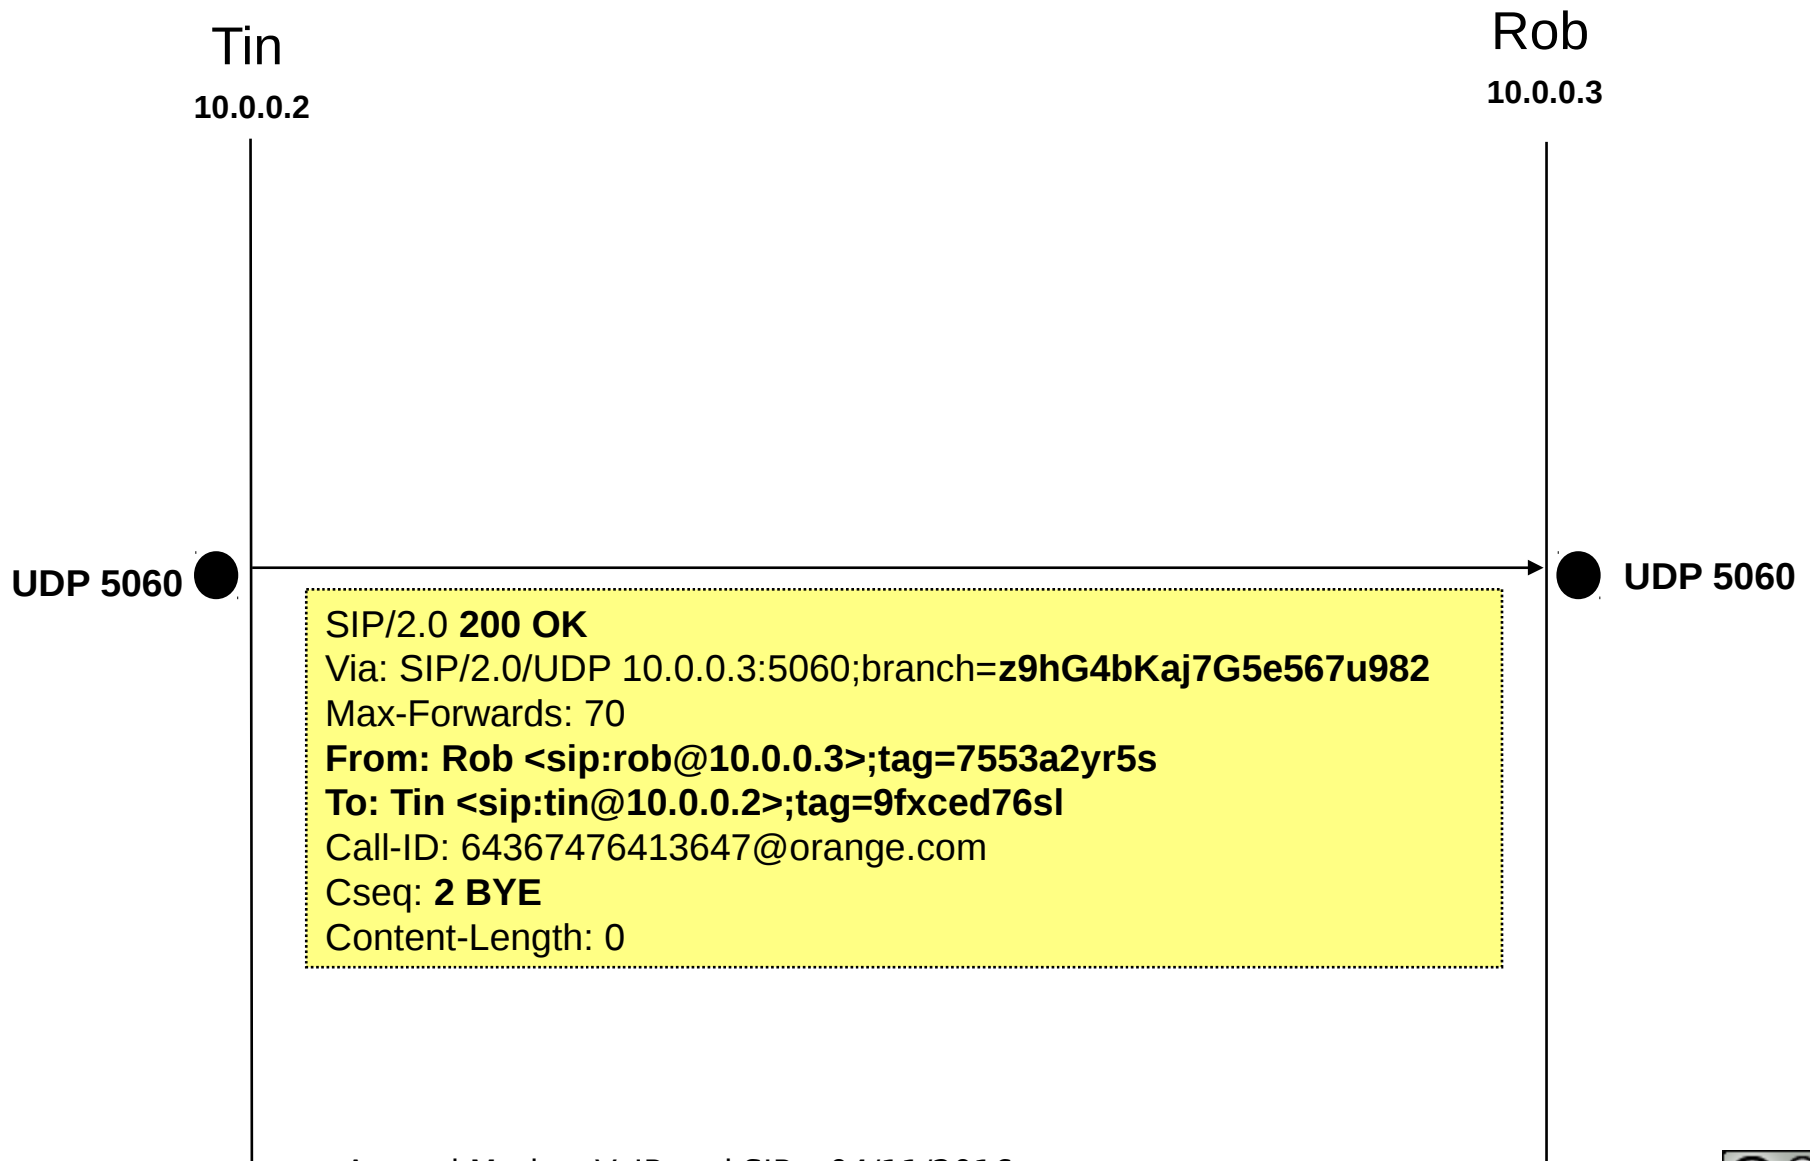 Tin
Rob
10.0.0.2
10.0.0.3
UDP 5060
UDP 5060
SIP/2.0 200 OK
Via: SIP/2.0/UDP 10.0.0.3:5060;branch=z9hG4bKaj7G5e567u982
Max-Forwards: 70
From: Rob <sip:rob@10.0.0.3>;tag=7553a2yr5s
To: Tin <sip:tin@10.0.0.2>;tag=9fxced76sl
Call-ID: 64367476413647@orange.com
Cseq: 2 BYE
Content-Length: 0